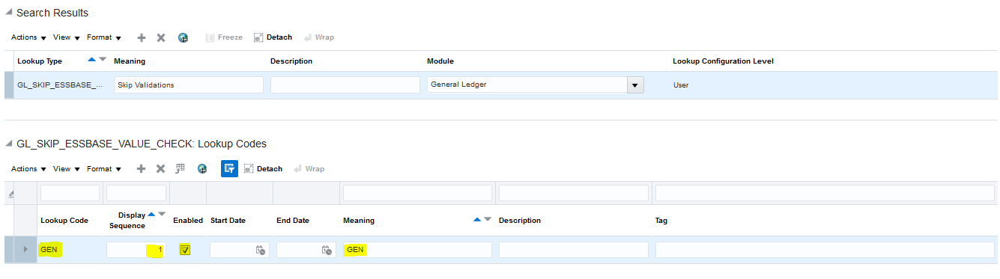 Search Results
Actions View Format Freeze Detach Wrap
Lookup Type Meaning Description Module Lookup Configuration Level
GL_SKIP_ESSBASE_... Skip Validations General Ledger User
GL_SKIP_ESSBASE_VALUE_CHECK: Lookup Codes
Actions View Format Detach Wrap
Lookup Code Display Sequence Enabled Start Date End Date Meaning Description Tag
GEN 1 GEN